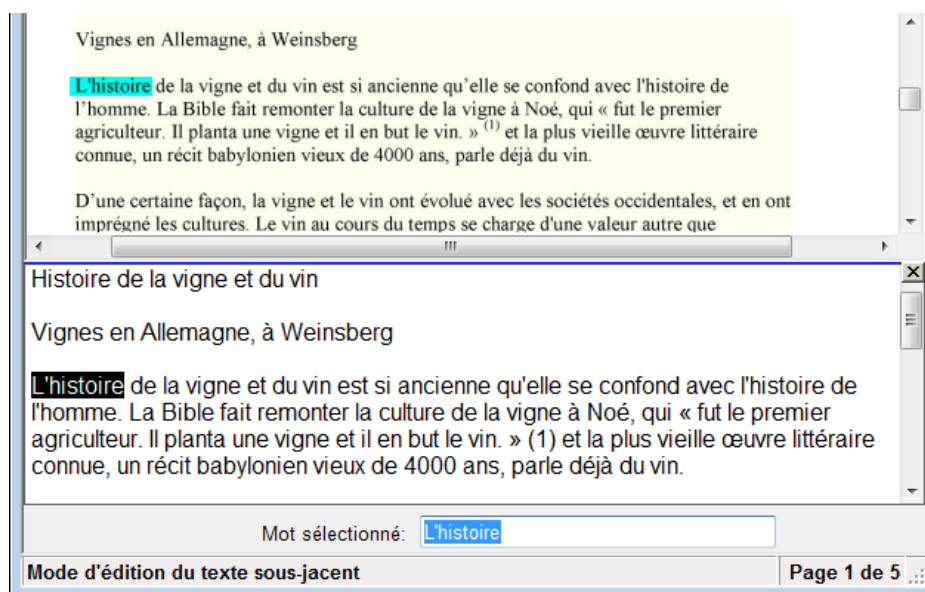 Vignes en Allemagne, à Weinsberg
L'histoire de la vigne et du vin est si ancienne qu’elle se confond avec l'histoire de
l’homme. La Bible fait remonter la culture de la vigne à Noé, qui « fut le premier
agriculteur. Il planta une vigne et il en but le vin. » (1) et la plus vieille œuvre littéraire
connue, un récit babylonien vieux de 4000 ans, parle déjà du vin.
D’une certaine façon, la vigne et le vin ont évolué avec les sociétés occidentales, et en ont
imprégné les cultures. Le vin au cours du temps se charge d'une valeur autre que
Histoire de la vigne et du vin
Vignes en Allemagne, à Weinsberg
L'histoire de la vigne et du vin est si ancienne qu'elle se confond avec l'histoire de
l'homme. La Bible fait remonter la culture de la vigne à Noé, qui « fut le premier
agriculteur. Il planta une vigne et il en but le vin. » (1) et la plus vieille œuvre littéraire
connue, un récit babylonien vieux de 4000 ans, parle déjà du vin.
Mot sélectionné: L'histoire
Mode d'édition du texte sous-jacent Page 1 de 5